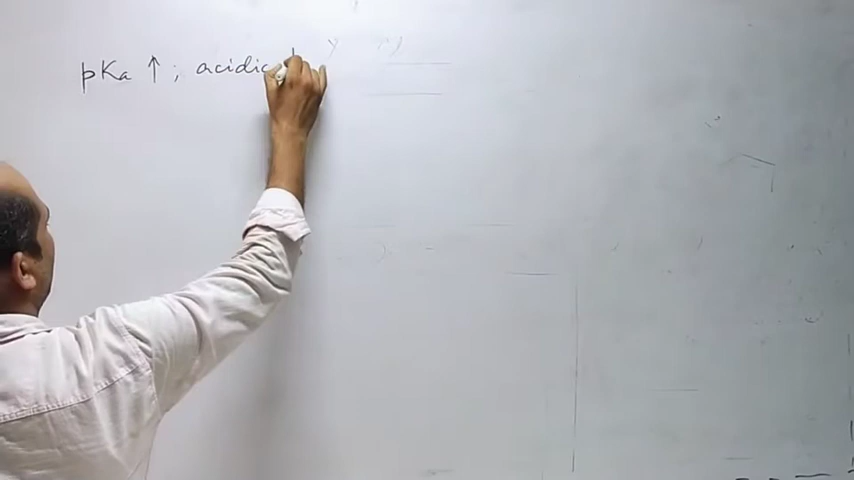 pKa ↑ ; acidic